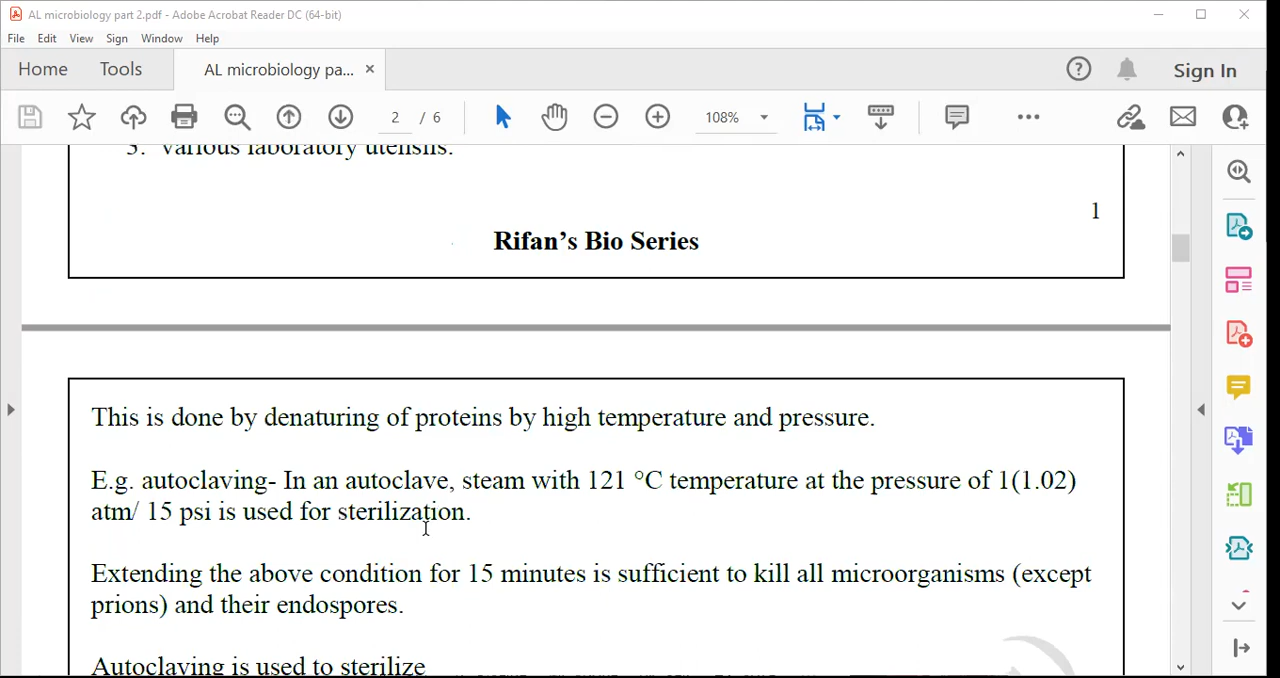 AL microbiology part 2.pdf - Adobe Acrobat Reader DC (64-bit)
File Edit View Sign Window Help
Home Tools AL microbiology pa... × Sign In
2 / 6 108%
3. various laboratory utensils.
1
Rifan’s Bio Series
This is done by denaturing of proteins by high temperature and pressure.
E.g. autoclaving- In an autoclave, steam with 121 °C temperature at the pressure of 1(1.02)
atm/ 15 psi is used for sterilization.
Extending the above condition for 15 minutes is sufficient to kill all microorganisms (except
prions) and their endospores.
Autoclaving is used to sterilize